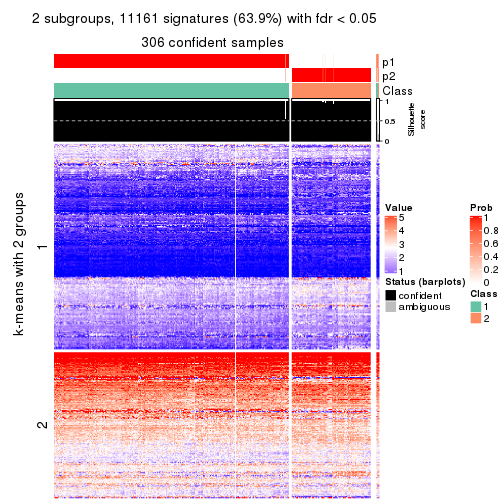 2 subgroups, 11161 signatures (63.9%) with fdr < 0.05
306 confident samples
p1
p2
Class
1
0.5
0
Silhouette
score
k-means with 2 groups
1
2
Value
5
4
3
2
1
Prob
1
0.8
0.6
0.4
0.2
0
Status (barplots)
confident
ambiguous
Class
1
2